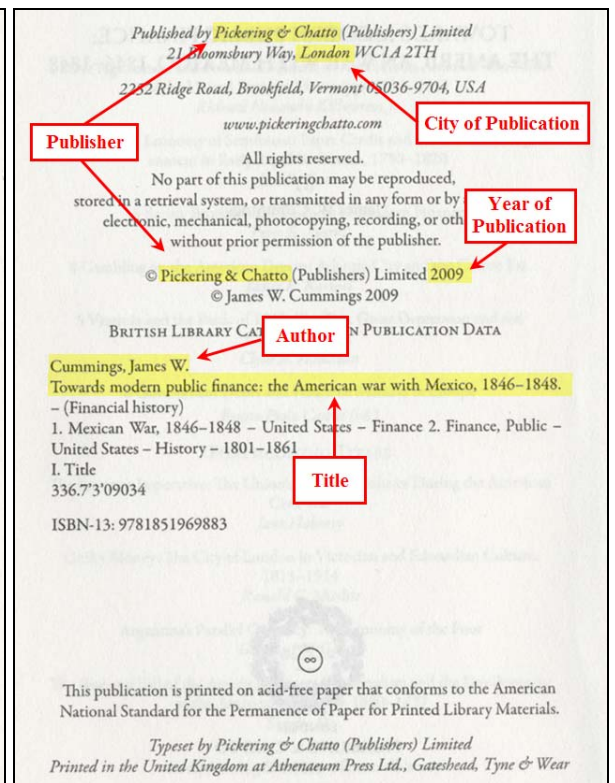 Published by Pickering & Chatto (Publishers) Limited
21 Bloomsbury Way, London WC1A 2TH
2252 Ridge Road, Brookfield, Vermont 05036-9704, USA
www.pickeringchatto.com
City of Publication
Publisher
All rights reserved.
No part of this publication may be reproduced,
stored in a retrieval system, or transmitted in any form or by
electronic, mechanical, photocopying, recording, or
without prior permission of the publisher.
Year of
Publication
© Pickering & Chatto (Publishers) Limited 2009
© James W. Cummings 2009
BRITISH LIBRARY PUBLICATION DATA
Author
Cummings, James W.
Towards modern public finance: the American war with Mexico, 1846–1848.
– (Financial history)
1. Mexican War, 1846–1848 – United States – Finance 2. Finance, Public –
United States – History – 1801–1861
I. Title
336.7'3'09034
Title
ISBN-13: 9781851969883
This publication is printed on acid-free paper that conforms to the American
National Standard for the Permanence of Paper for Printed Library Materials.
Typeset by Pickering & Chatto (Publishers) Limited
Printed in the United Kingdom at Athenaeum Press Ltd., Gateshead, Tyne & Wear